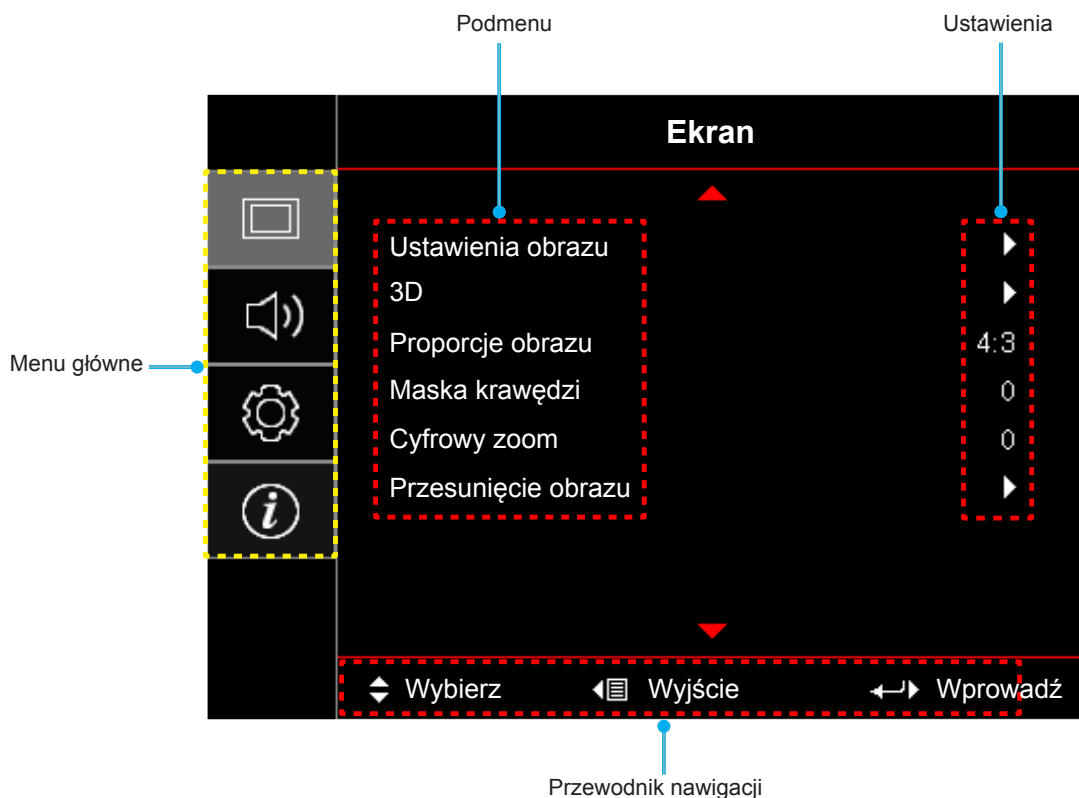 Podmenu Ustawienia
Ekran
Ustawienia obrazu
3D
Proporcje obrazu 4:3
Maska krawędzi 0
Cyfrowy zoom 0
Przesunięcie obrazu
Menu główne
Wybierz Wyjście Wprowadź
Przewodnik nawigacji